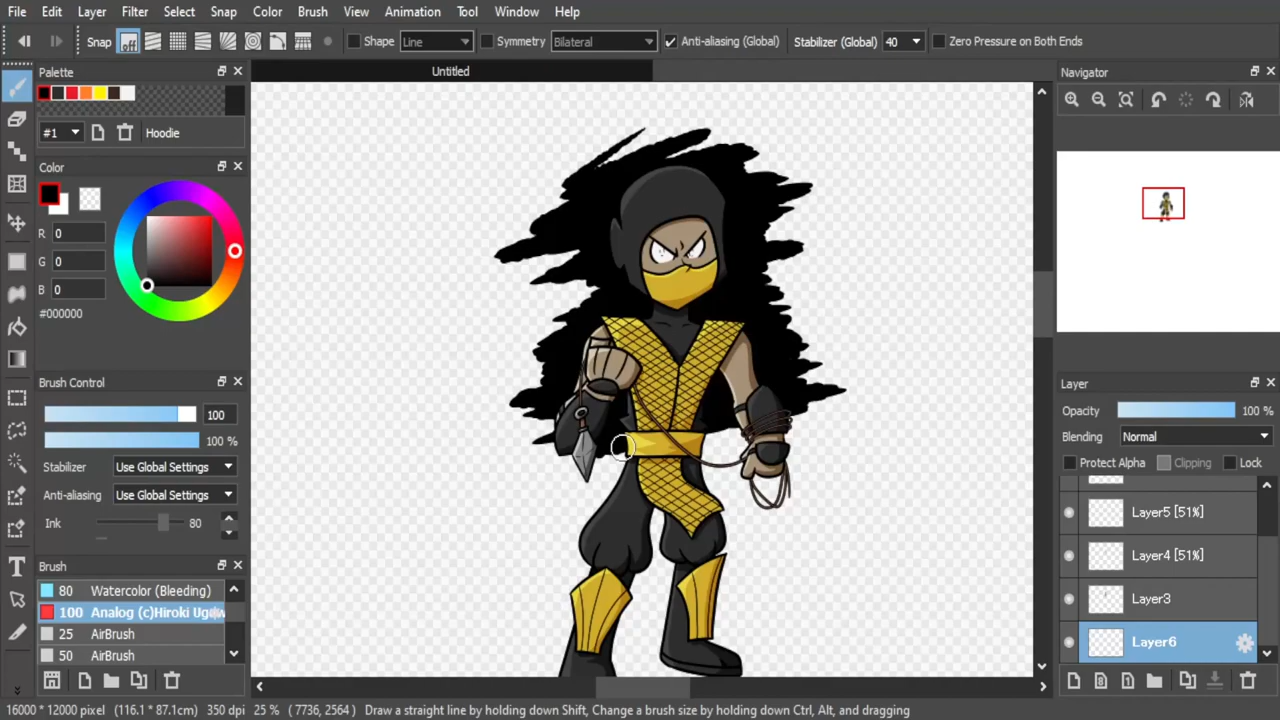 File Edit Layer Filter Select Snap Color Brush View Animation Tool Window Help
Snap off Shape Line Symmetry Bilateral Anti-aliasing (Global) Stabilizer (Global) 40 Zero Pressure on Both Ends
Palette
Untitled
Navigator
#1 Hoodie
Color
R 0
G 0
B 0
#000000
Brush Control
100
100 %
Stabilizer Use Global Settings
Anti-aliasing Use Global Settings
Ink 80
Brush
80 Watercolor (Bleeding)
100 Analog (c)Hiroki
25 AirBrush
50 AirBrush
Layer
Opacity 100 %
Blending Normal
Protect Alpha Clipping Lock
Layer5 [51%]
Layer4 [51%]
Layer3
Layer6
16000 * 12000 pixel (116.1 * 87.1cm) 350 dpi 25 % ( 7736, 2564 ) Draw a straight line by holding down Shift, Change a brush size by holding down Ctrl, Alt, and dragging